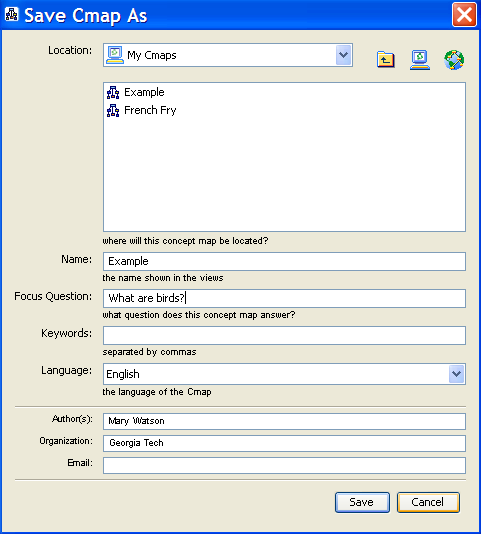 Save Cmap As
Location: My Cmaps
Example
French Fry
where will this concept map be located?
Name: Example
the name shown in the views
Focus Question: What are birds?
what question does this concept map answer?
Keywords:
separated by commas
Language: English
the language of the Cmap
Author(s): Mary Watson
Organization: Georgia Tech
Email:
Save Cancel